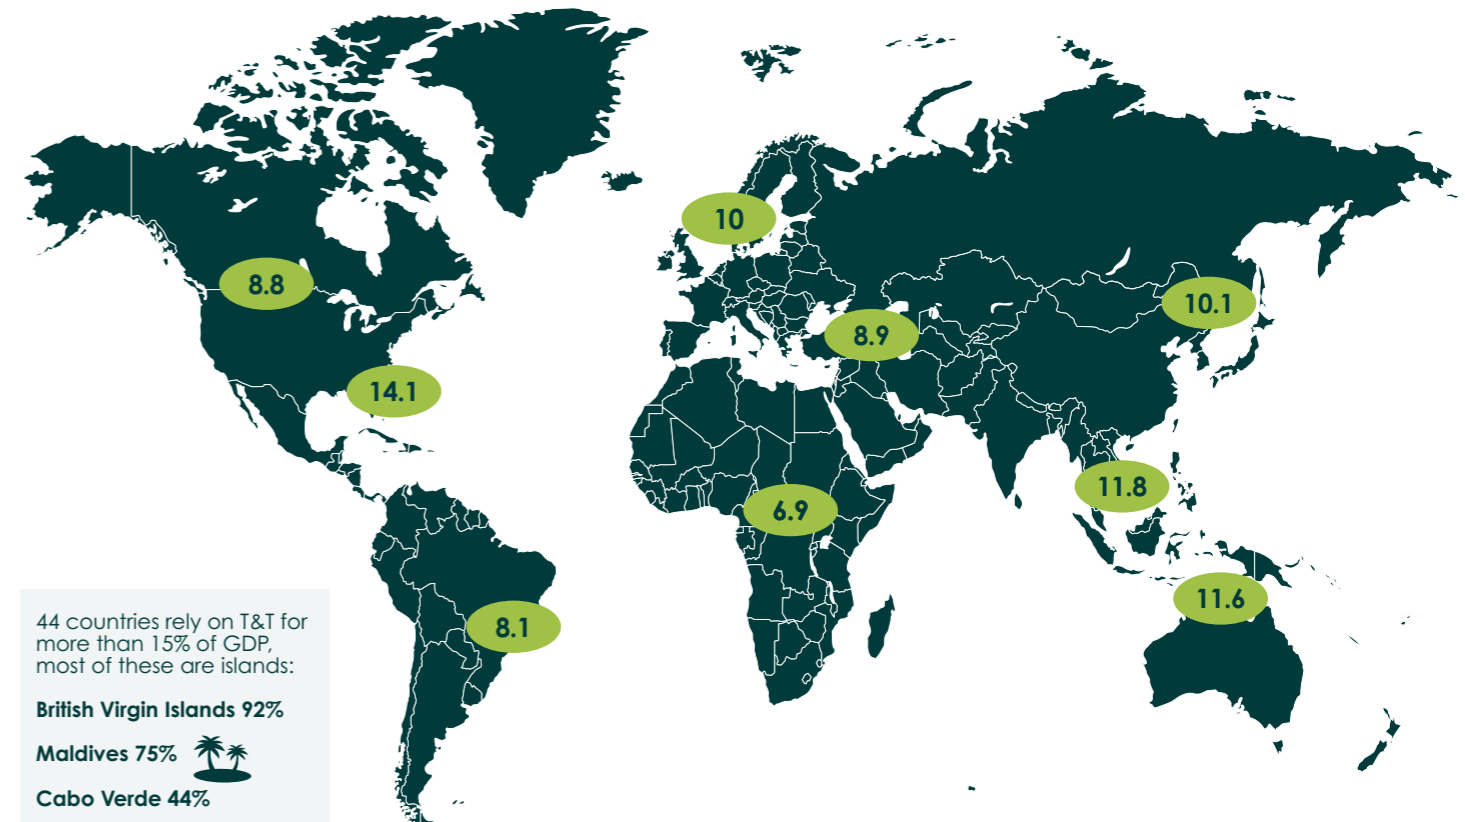 10
8.8
10.1
8.9
14.1
11.8
6.9
11.6
8.1
44 countries rely on T&T for
more than 15% of GDP,
most of these are islands:
British Virgin Islands 92%
Maldives 75%
Cabo Verde 44%